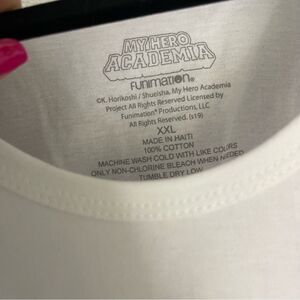 MY HERO
ACADEMIA
FUNIMATION®
©K. Horikoshi / Shueisha, My Hero Academia
Project All Rights Reserved Licensed by
Funimation® Productions, LLC
All Rights Reserved. (s19)
XXL
MADE IN HAITI
100% COTTON
MACHINE WASH COLD WITH LIKE COLORS
ONLY NON-CHLORINE BLEACH WHEN NEEDED
TUMBLE DRY LOW